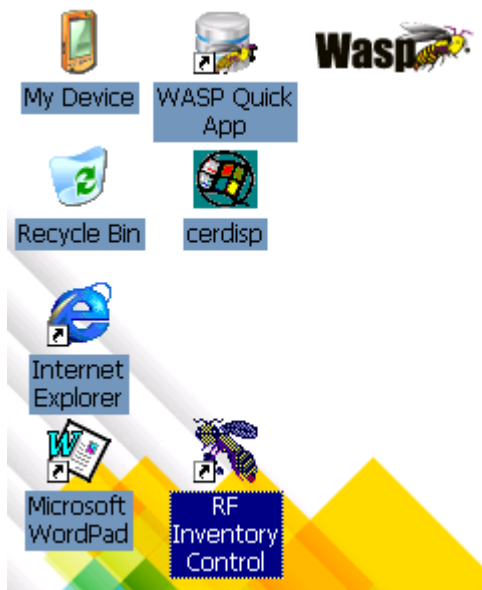 Wasp
My Device
WASP Quick
App
Recycle Bin
cerdisp
Internet
Explorer
Microsoft
WordPad
RF
Inventory
Control